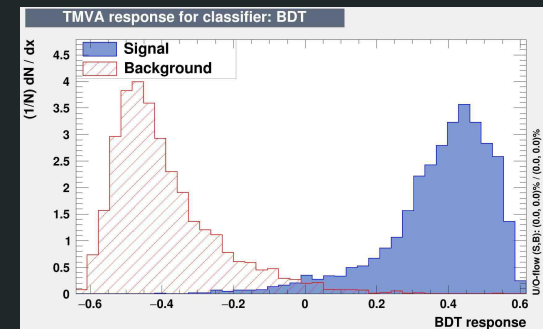 TMVA response for classifier: BDT
(1/N) dN / dx
Signal
Background
4.5
4
3.5
3
2.5
2
1.5
1
0.5
0
−0.6 −0.4 −0.2 0 0.2 0.4 0.6
BDT response
U/O-flow (S,B): (0.0, 0.0)% / (0.0, 0.0)%